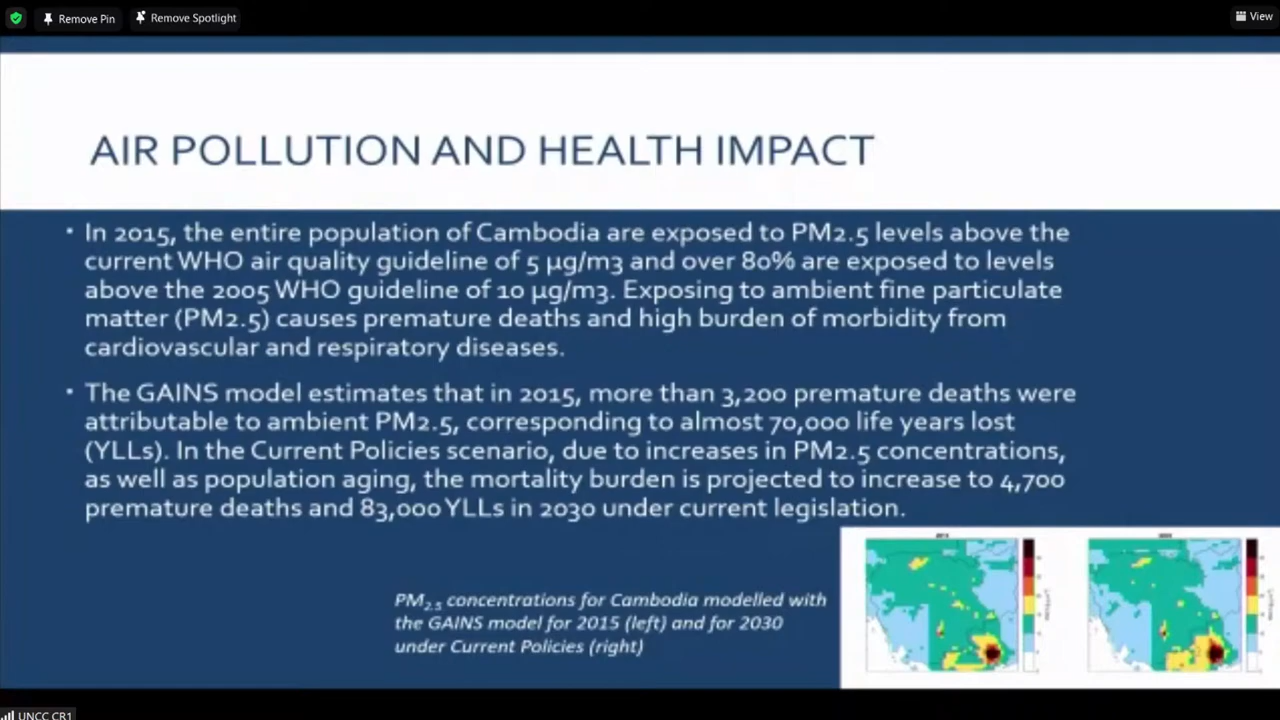 Remove Pin
Remove Spotlight
View
AIR POLLUTION AND HEALTH IMPACT
• In 2015, the entire population of Cambodia are exposed to PM2.5 levels above the
current WHO air quality guideline of 5 µg/m3 and over 80% are exposed to levels
above the 2005 WHO guideline of 10 µg/m3. Exposing to ambient fine particulate
matter (PM2.5) causes premature deaths and high burden of morbidity from
cardiovascular and respiratory diseases.
• The GAINS model estimates that in 2015, more than 3,200 premature deaths were
attributable to ambient PM2.5, corresponding to almost 70,000 life years lost
(YLLs). In the Current Policies scenario, due to increases in PM2.5 concentrations,
as well as population aging, the mortality burden is projected to increase to 4,700
premature deaths and 83,000 YLLs in 2030 under current legislation.
PM2.5 concentrations for Cambodia modelled with
the GAINS model for 2015 (left) and for 2030
under Current Policies (right)
UNCC CR1